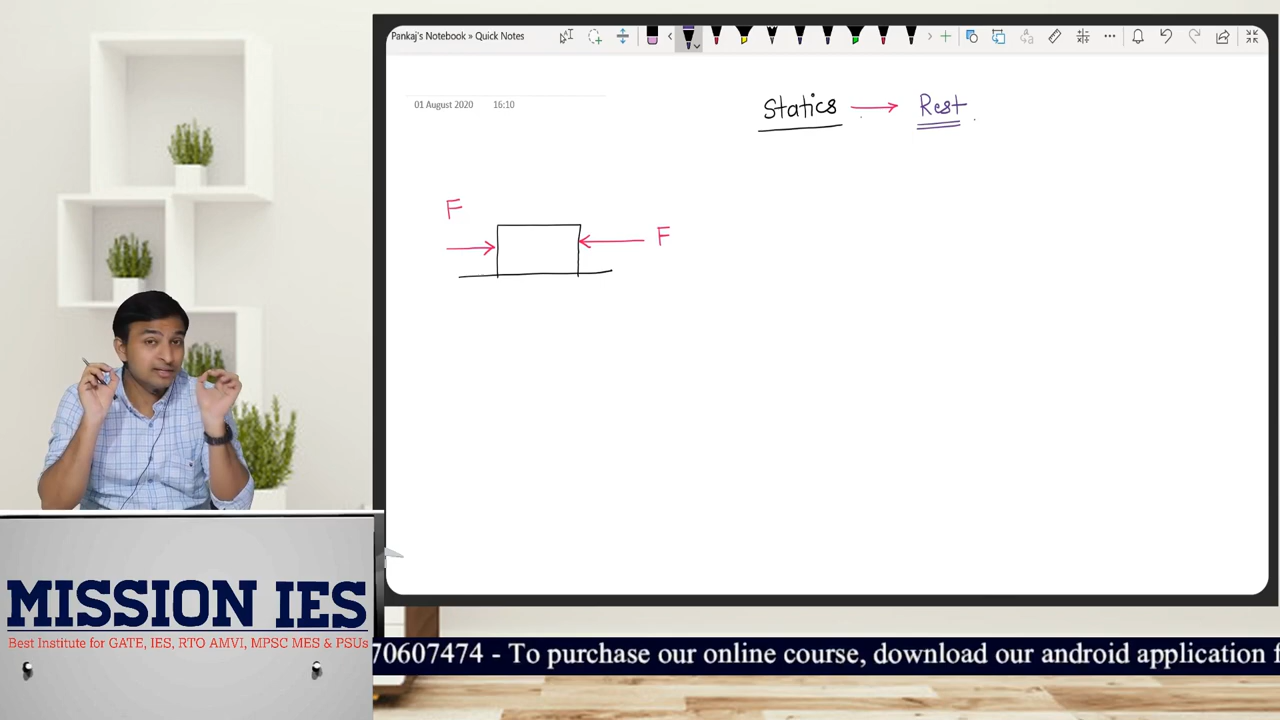 Pankaj's Notebook » Quick Notes
01 August 2020 16:10
Statics → Rest
F
F
MISSION IES
Best Institute for GATE, IES, RTO AMVI, MPSC MES & PSUs
70607474 - To purchase our online course, download our android application f